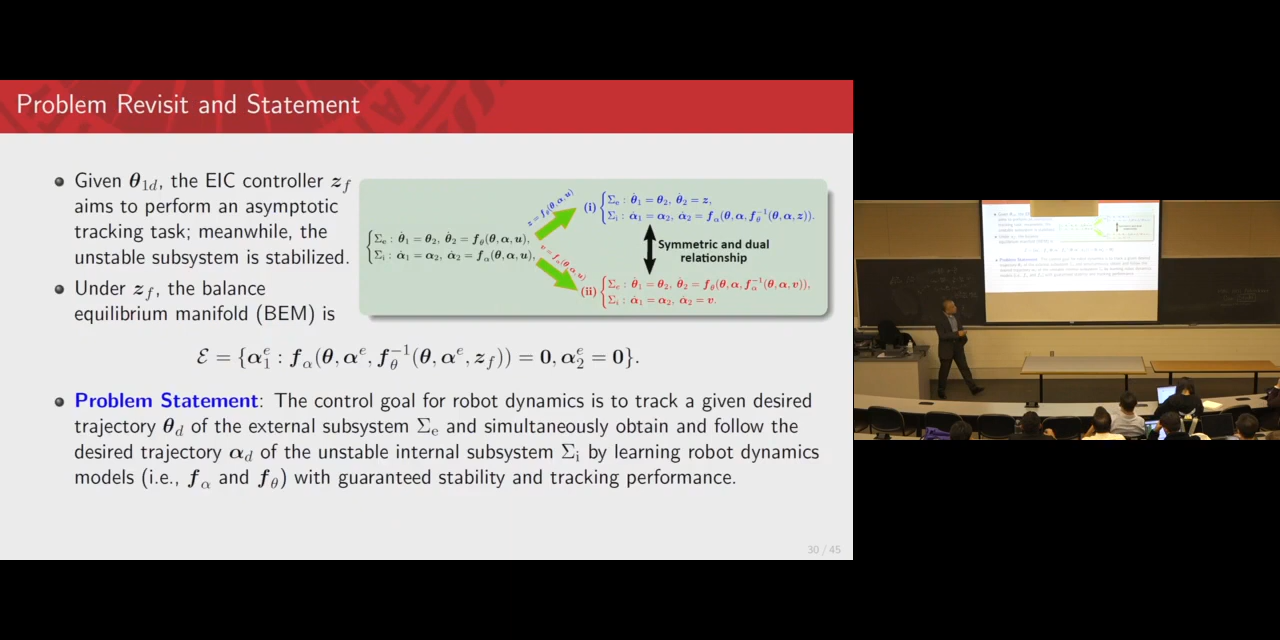 Problem Revisit and Statement
Given θ1d, the EIC controller zf
aims to perform an asymptotic
tracking task; meanwhile, the
unstable subsystem is stabilized.
Under zf, the balance
equilibrium manifold (BEM) is
{Σe : θ̇1 = θ2, θ̇2 = fθ(θ, α, u),
Σi : α̇1 = α2, α̇2 = fα(θ, α, u),
z = fθ(θ, α, u)
v = fα(θ, α, u)
(i) {Σe : θ̇1 = θ2, θ̇2 = z,
Σi : α̇1 = α2, α̇2 = fα(θ, α, fθ⁻¹(θ, α, z)).
Symmetric and dual
relationship
(ii) {Σe : θ̇1 = θ2, θ̇2 = fθ(θ, α, fα⁻¹(θ, α, v)),
Σi : α̇1 = α2, α̇2 = v.
ℰ = {α1ᵉ : fα(θ, αᵉ, fθ⁻¹(θ, αᵉ, zf)) = 0, α2ᵉ = 0}.
Problem Statement: The control goal for robot dynamics is to track a given desired
trajectory θd of the external subsystem Σe and simultaneously obtain and follow the
desired trajectory αd of the unstable internal subsystem Σi by learning robot dynamics
models (i.e., fα and fθ) with guaranteed stability and tracking performance.
30 / 45